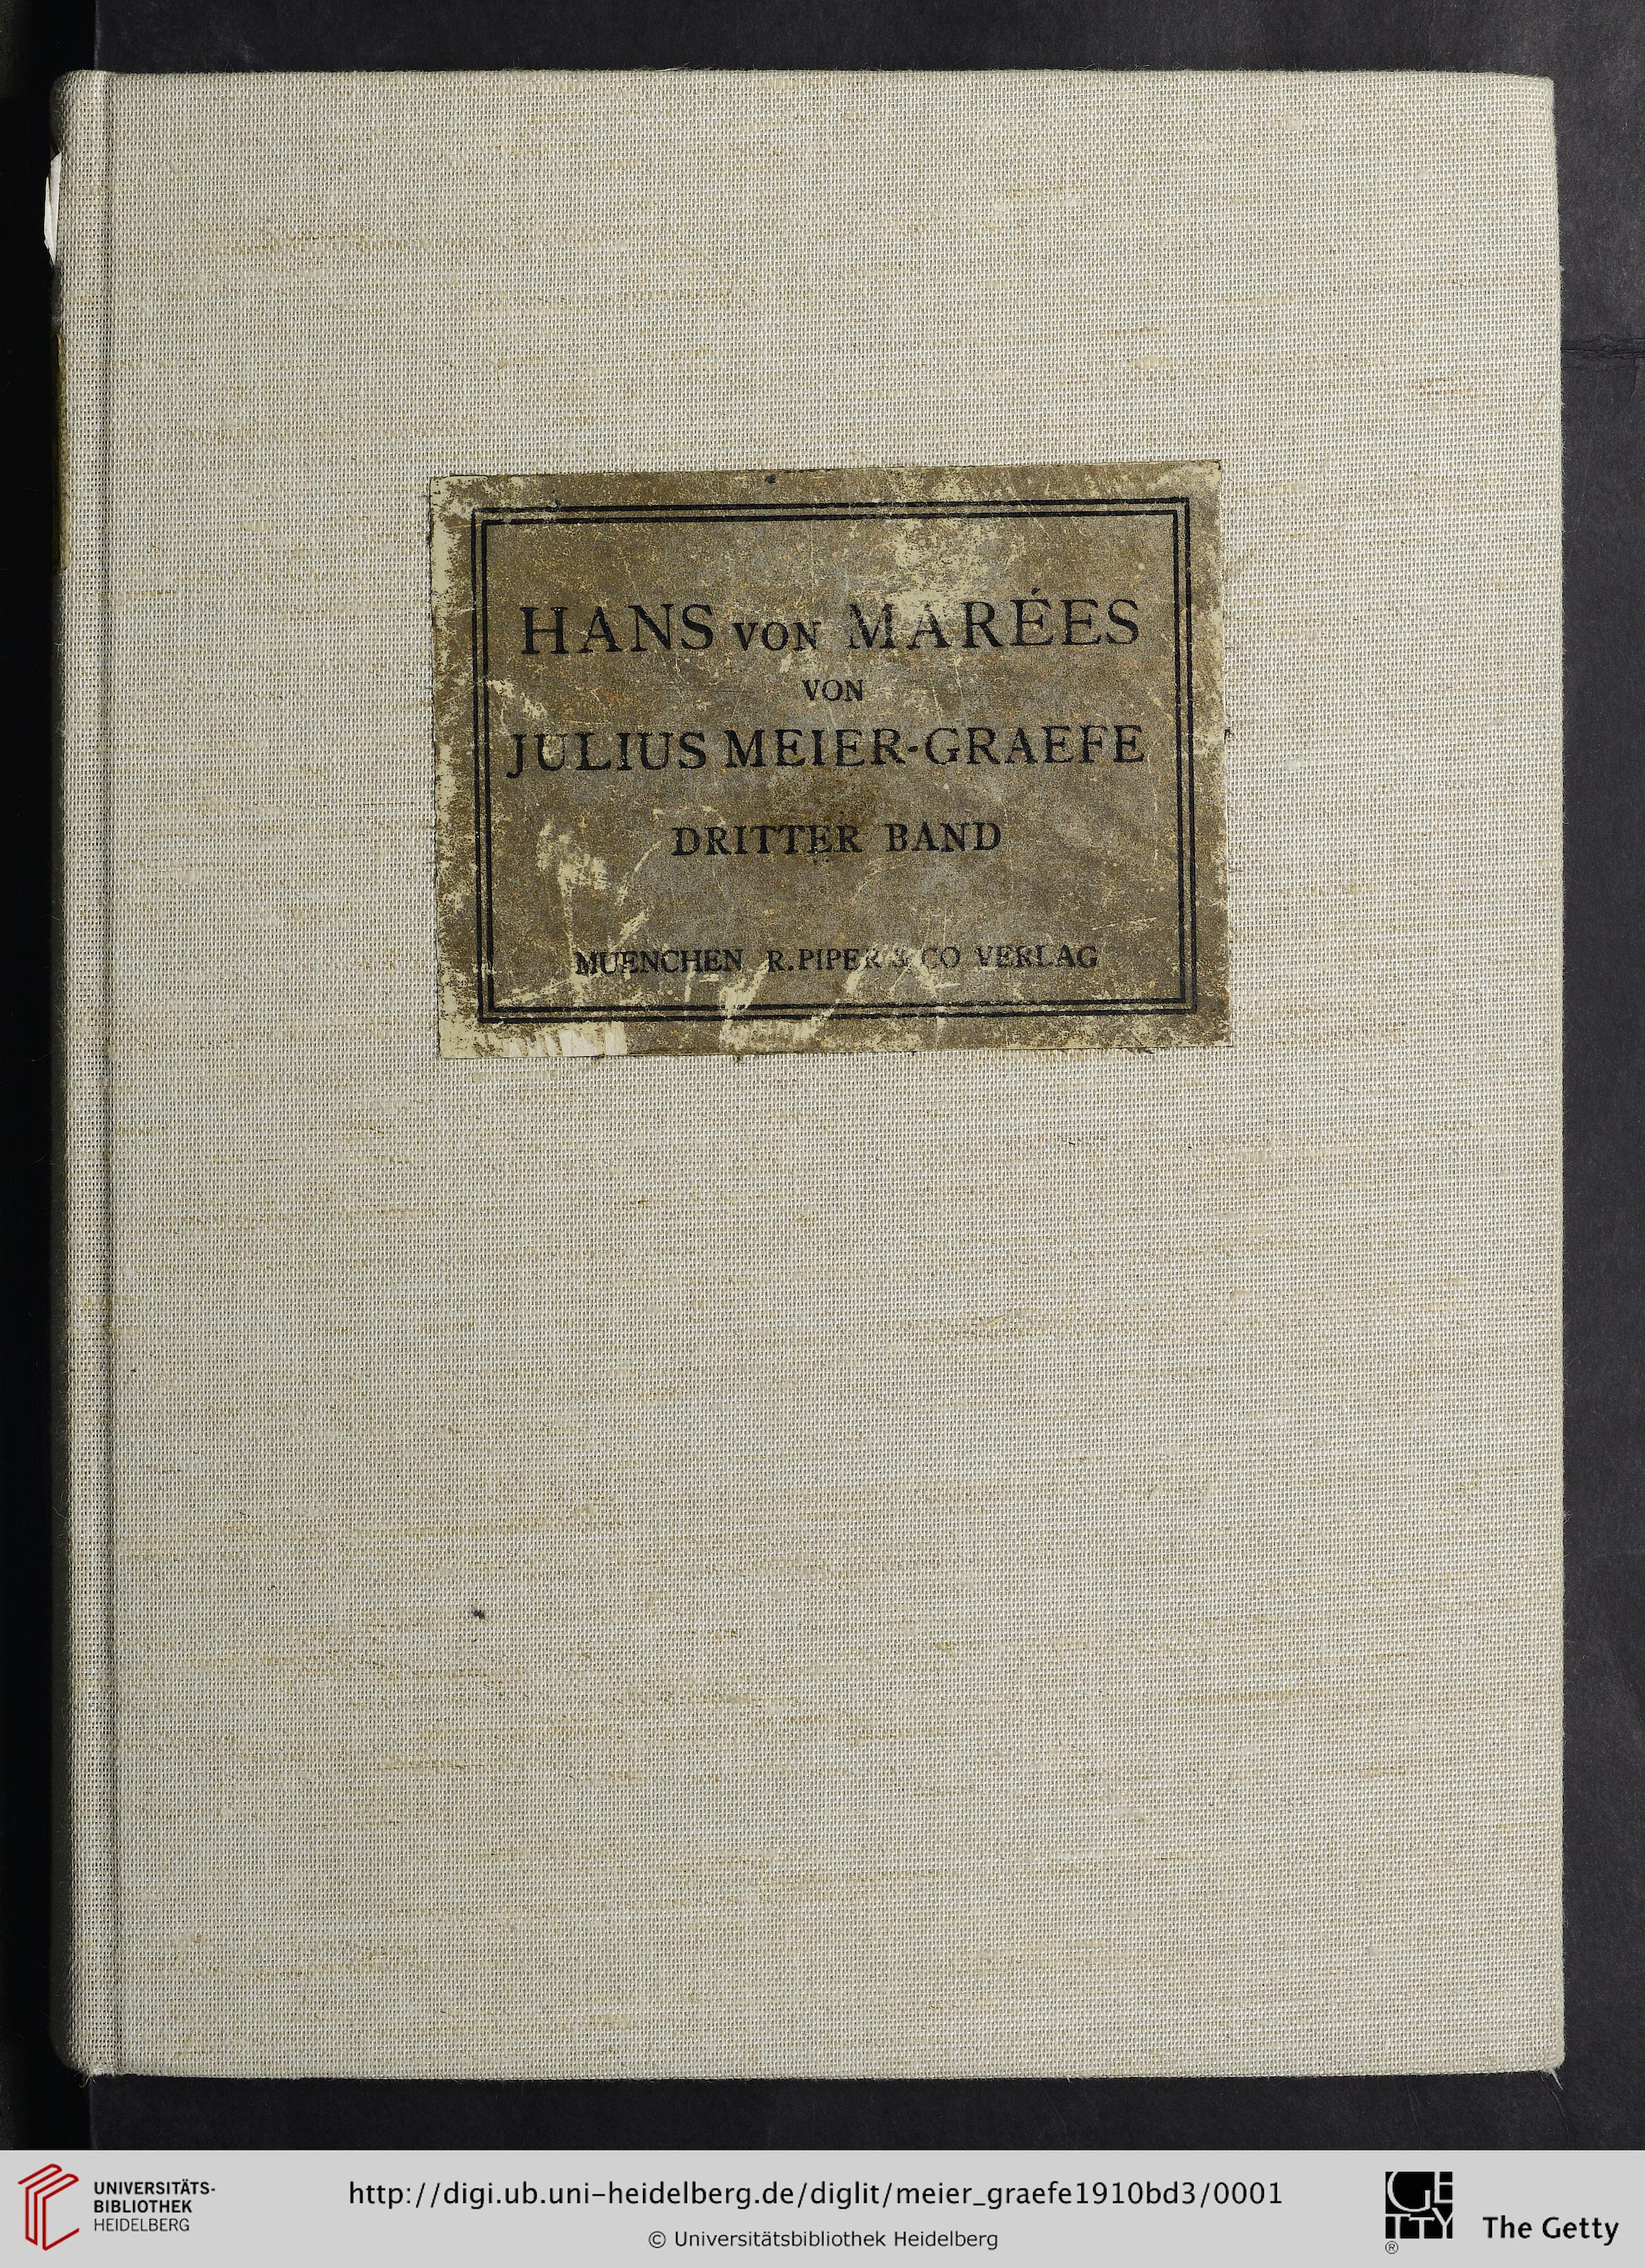 HANS VON MARÉES
VON
JULIUS MEIER-GRAEFE
DRITTER BAND
MUENCHEN R. PIPER & CO VERLAG
UNIVERSITÄTS-
BIBLIOTHEK
HEIDELBERG
http://digi.ub.uni-heidelberg.de/diglit/meier_graefe1910bd3/0001
© Universitätsbibliothek Heidelberg
GETTY
®
The Getty